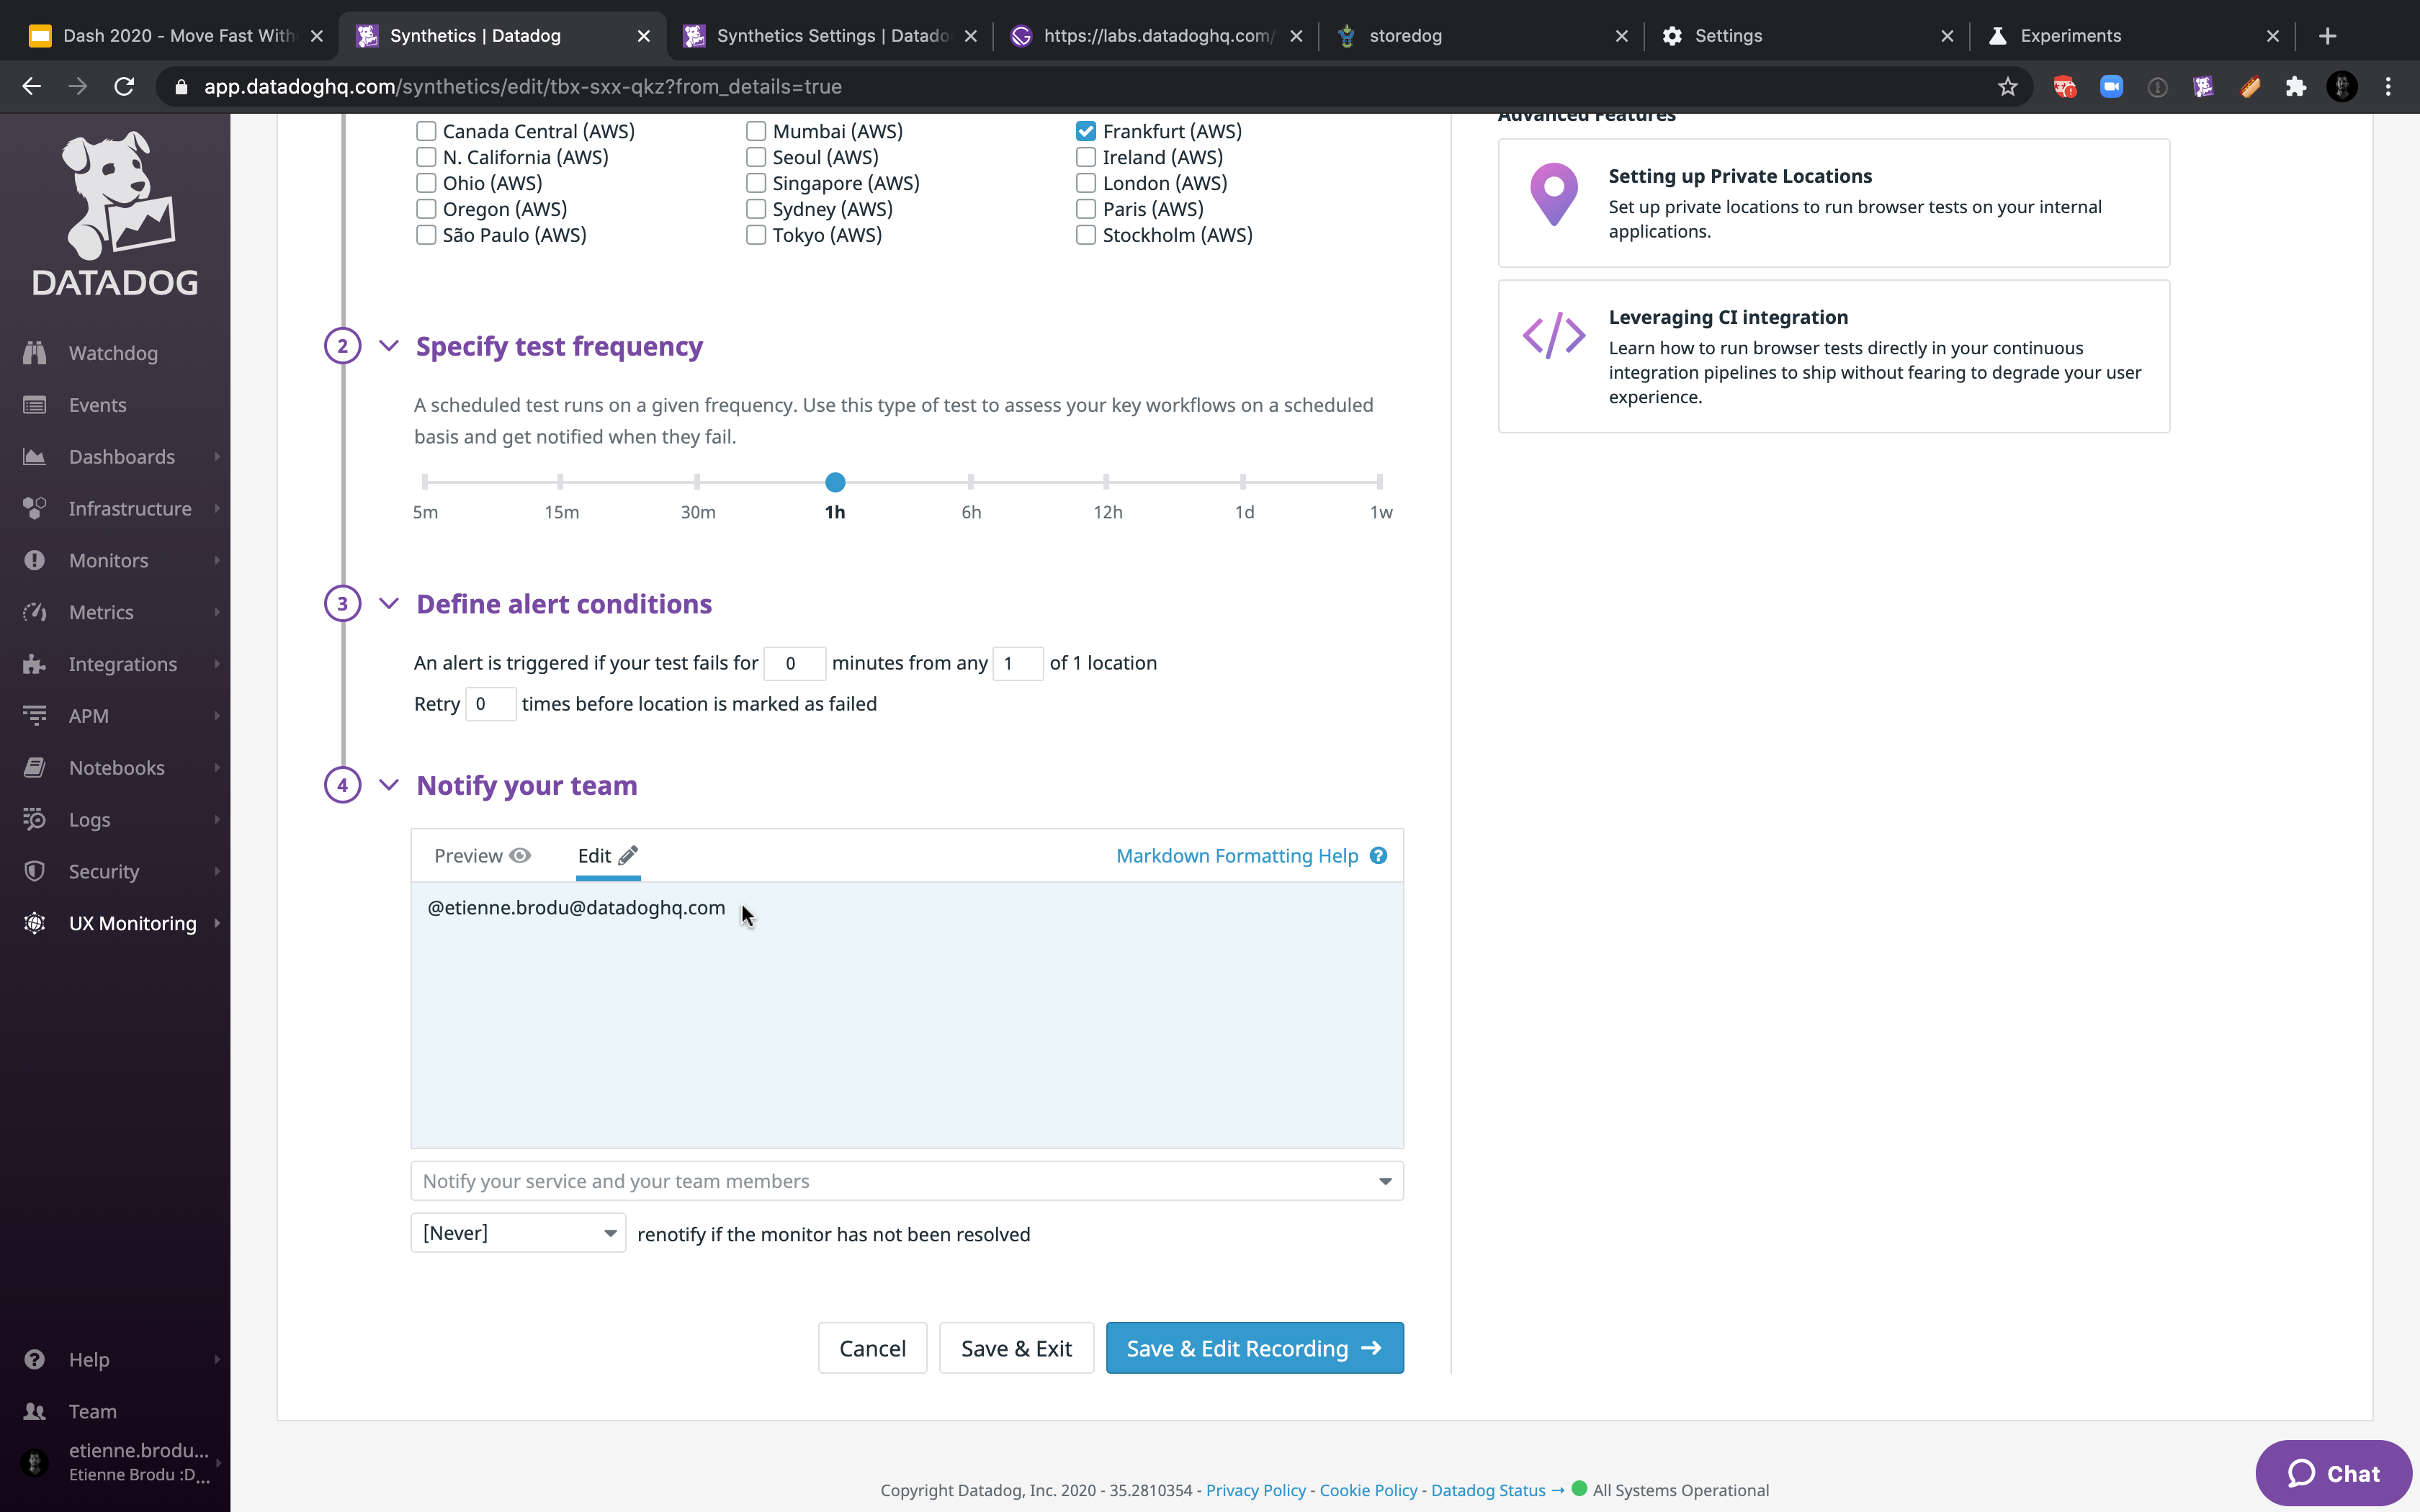 Dash 2020 - Move Fast With
Synthetics | Datadog
Synthetics Settings | Datado
https://labs.datadoghq.com/
storedog
Settings
Experiments
app.datadoghq.com/synthetics/edit/tbx-sxx-qkz?from_details=true
DATADOG
Watchdog
Events
Dashboards
Infrastructure
Monitors
Metrics
Integrations
APM
Notebooks
Logs
Security
UX Monitoring
Help
Team
etienne.brodu...
Etienne Brodu :D...
Canada Central (AWS)
Mumbai (AWS)
Frankfurt (AWS)
N. California (AWS)
Seoul (AWS)
Ireland (AWS)
Ohio (AWS)
Singapore (AWS)
London (AWS)
Oregon (AWS)
Sydney (AWS)
Paris (AWS)
São Paulo (AWS)
Tokyo (AWS)
Stockholm (AWS)
2 Specify test frequency
A scheduled test runs on a given frequency. Use this type of test to assess your key workflows on a scheduled
basis and get notified when they fail.
5m 15m 30m 1h 6h 12h 1d 1w
3 Define alert conditions
An alert is triggered if your test fails for 0 minutes from any 1 of 1 location
Retry 0 times before location is marked as failed
4 Notify your team
Preview
Edit
Markdown Formatting Help ?
@etienne.brodu@datadoghq.com
Notify your service and your team members
[Never] renotify if the monitor has not been resolved
Cancel
Save & Exit
Save & Edit Recording →
Advanced Features
Setting up Private Locations
Set up private locations to run browser tests on your internal
applications.
Leveraging CI integration
Learn how to run browser tests directly in your continuous
integration pipelines to ship without fearing to degrade your user
experience.
Copyright Datadog, Inc. 2020 - 35.2810354 - Privacy Policy - Cookie Policy - Datadog Status → All Systems Operational
Chat